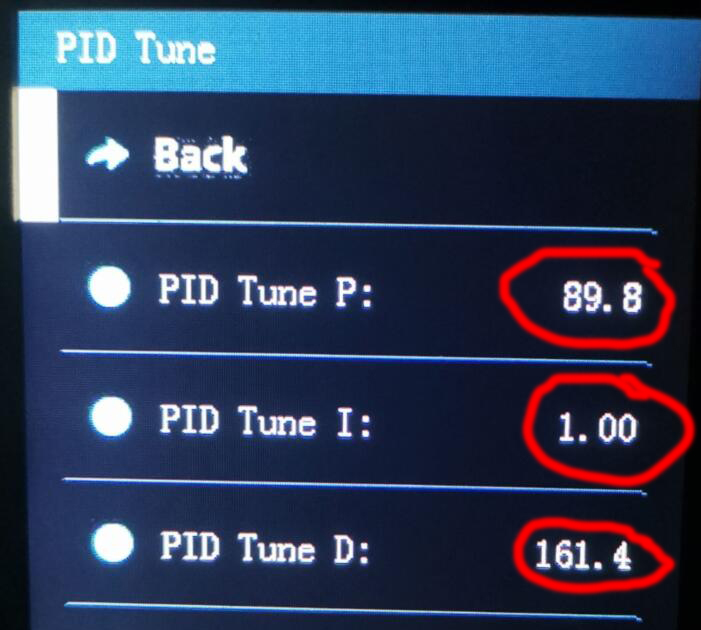 PID Tune
Back
PID Tune P: 89.8
PID Tune I: 1.00
PID Tune D: 161.4